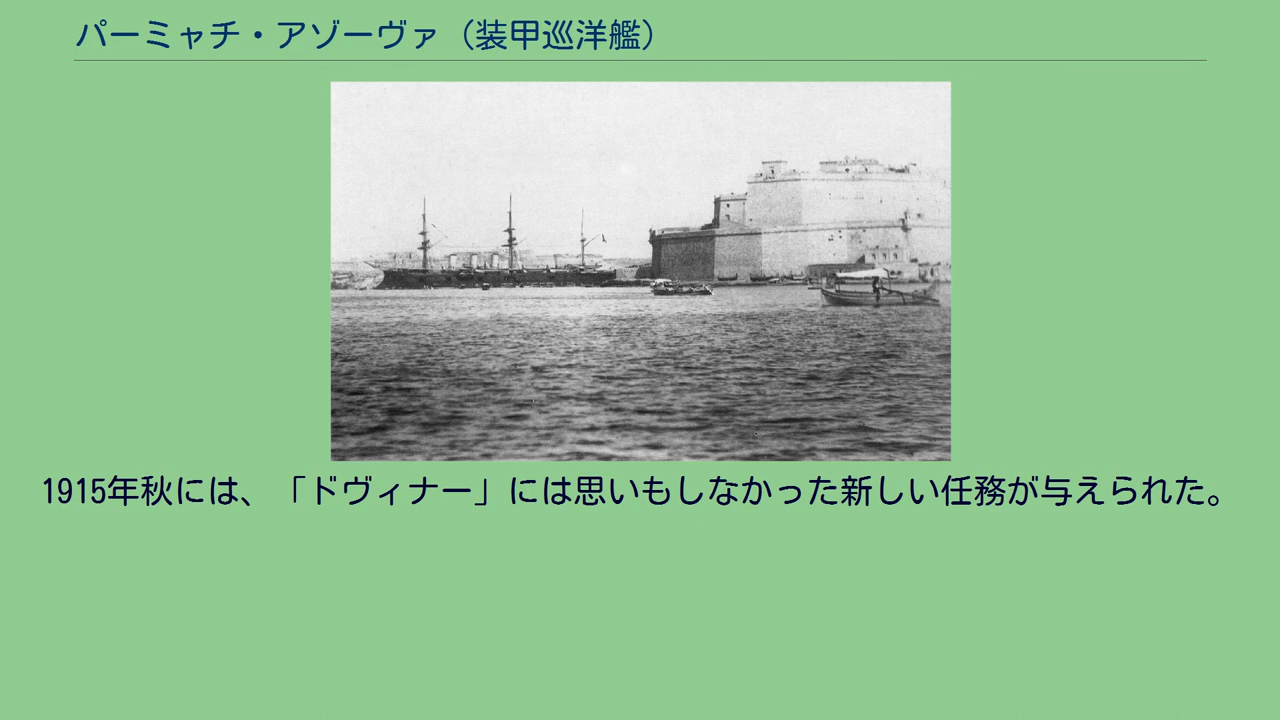 パーミャチ・アゾーヴァ（装甲巡洋艦）
1915年秋には、「ドヴィナー」には思いもしなかった新しい任務が与えられた。